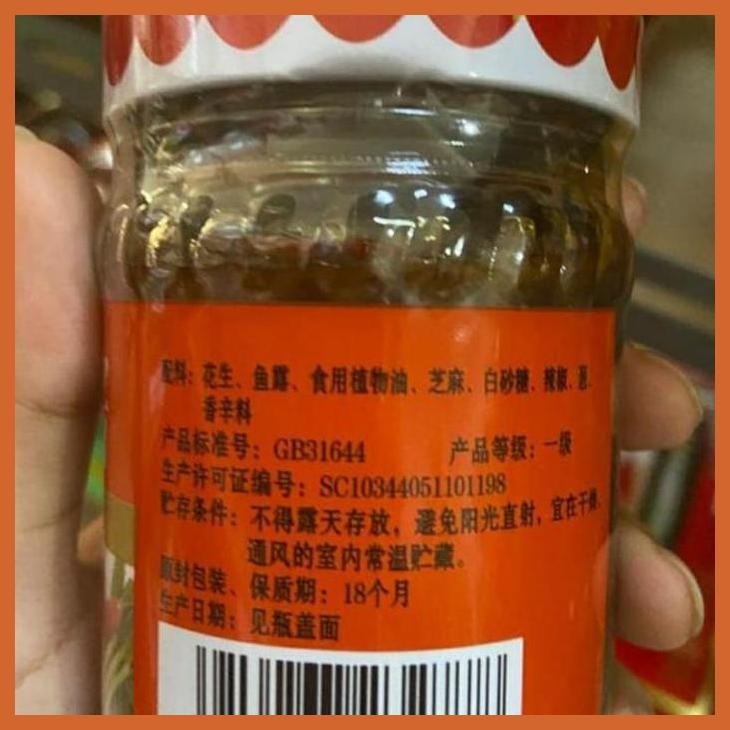 配料：花生、鱼露、食用植物油、芝麻、白砂糖、辣椒、葱、
香辛料
产品标准号：GB31644 产品等级：一级
生产许可证编号：SC10344051101198
贮存条件：不得露天存放，避免阳光直射，宜在干燥、
通风的室内常温贮藏。
原封包装、保质期：18个月
生产日期：见瓶盖面